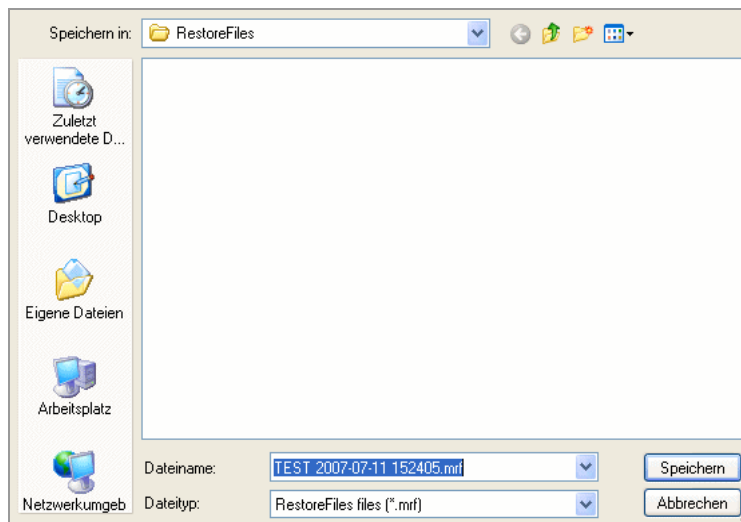 Speichern in: RestoreFiles
Zuletzt
verwendete D...
Desktop
Eigene Dateien
Arbeitsplatz
Netzwerkumgeb
Dateiname: TEST 2007-07-11 152405.mrf Speichern
Dateityp: RestoreFiles files (*.mrf) Abbrechen